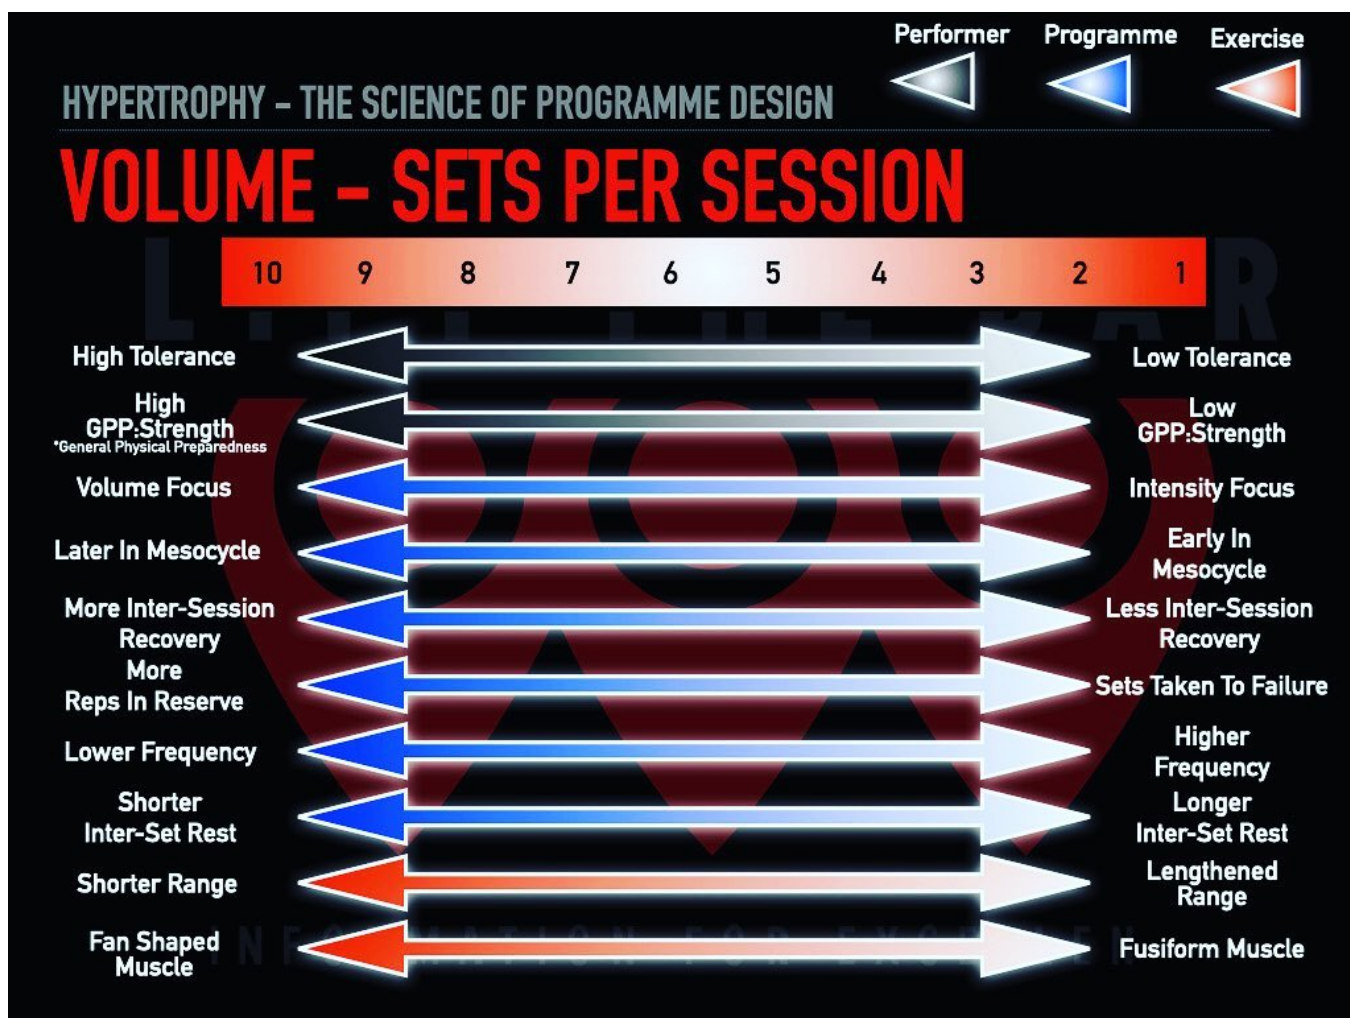 Performer
Programme
Exercise
HYPERTROPHY - THE SCIENCE OF PROGRAMME DESIGN
VOLUME - SETS PER SESSION
10 9 8 7 6 5 4 3 2 1
High Tolerance
Low Tolerance
High
GPP:Strength
*General Physical Preparedness
Low
GPP:Strength
Volume Focus
Intensity Focus
Later In Mesocycle
Early In
Mesocycle
More Inter-Session
Recovery
Less Inter-Session
Recovery
More
Reps In Reserve
Sets Taken To Failure
Lower Frequency
Higher
Frequency
Shorter
Inter-Set Rest
Longer
Inter-Set Rest
Shorter Range
Lengthened
Range
Fan Shaped
Muscle
Fusiform Muscle